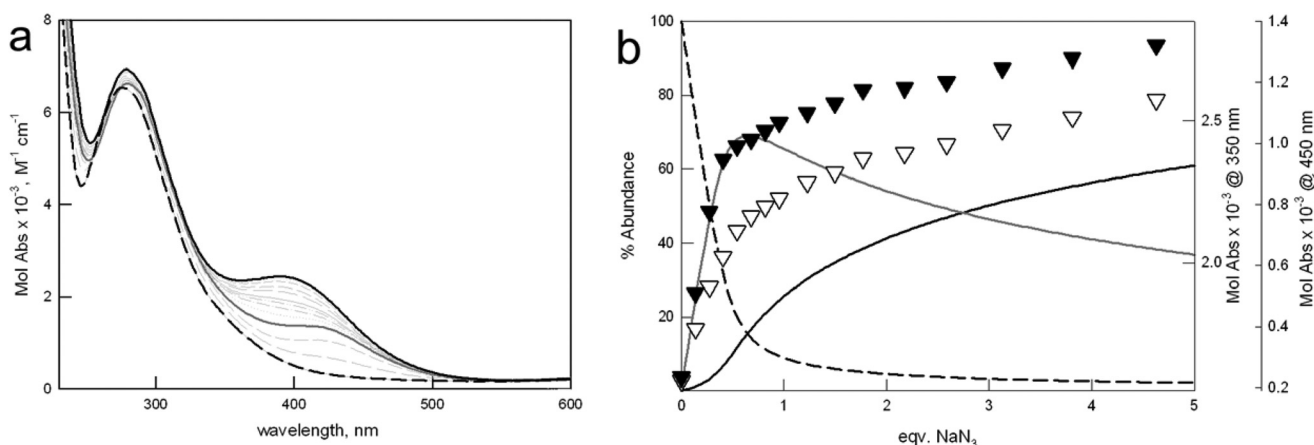 a
Mol Abs x 10⁻³, M⁻¹ cm⁻¹
8
6
4
2
0
300 400 500 600
wavelength, nm
b
% Abundance
100
80
60
40
20
0 1 2 3 4 5
eqv. NaN₃
2.5
2.0
Mol Abs x 10⁻³ @ 350 nm
1.4
1.2
1.0
0.8
0.6
0.4
0.2
Mol Abs x 10⁻³ @ 450 nm